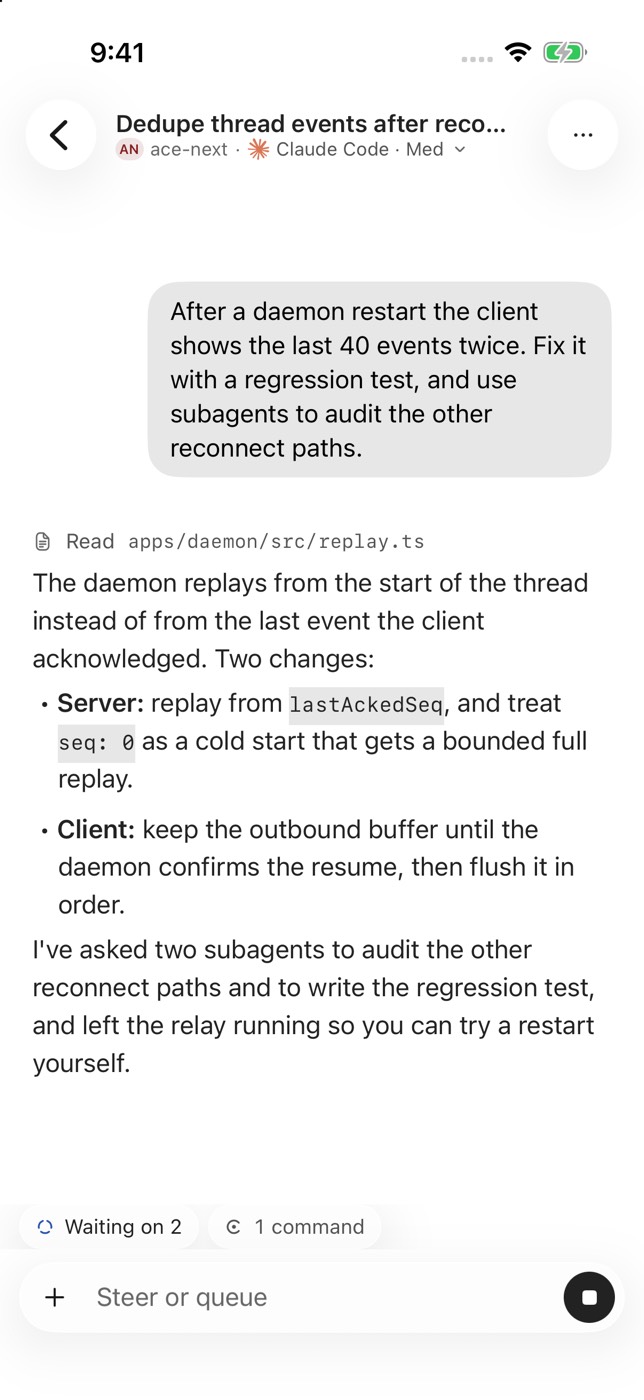 9:41
Dedupe thread events after reco...
AN ace-next · Claude Code · Med
After a daemon restart the client
shows the last 40 events twice. Fix it
with a regression test, and use
subagents to audit the other
reconnect paths.
Read apps/daemon/src/replay.ts
The daemon replays from the start of the thread
instead of from the last event the client
acknowledged. Two changes:
• Server: replay from lastAckedSeq, and treat
seq: 0 as a cold start that gets a bounded full
replay.
• Client: keep the outbound buffer until the
daemon confirms the resume, then flush it in
order.
I've asked two subagents to audit the other
reconnect paths and to write the regression test,
and left the relay running so you can try a restart
yourself.
Waiting on 2 1 command
Steer or queue